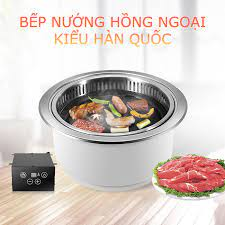 BẾP NƯỚNG HỒNG NGOẠI
KIỂU HÀN QUỐC